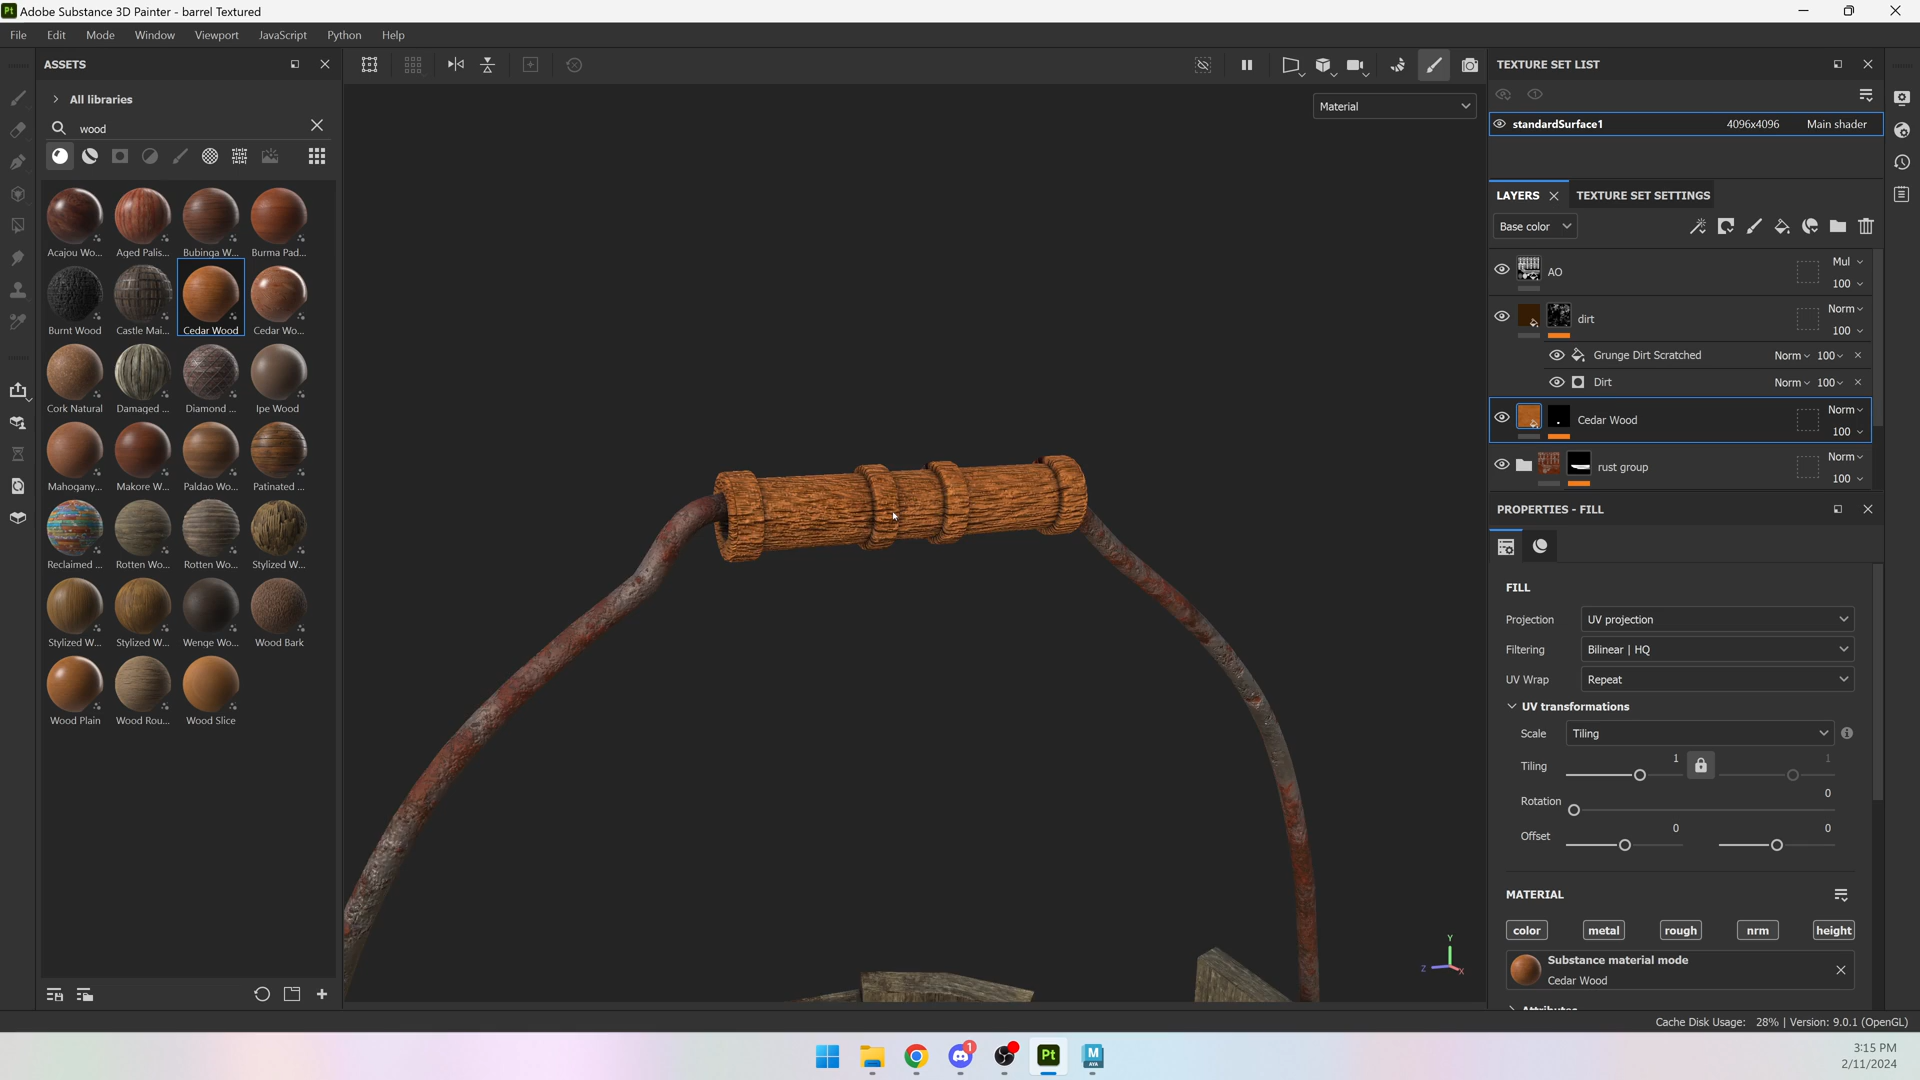 Pt Adobe Substance 3D Painter - barrel Textured
File Edit Mode Window Viewport JavaScript Python Help
ASSETS
All libraries
wood
Acajou Wo... Aged Palis... Bubinga W... Burma Pad...
Burnt Wood Castle Mai... Cedar Wood Cedar Wo...
Cork Natural Damaged ... Diamond ... Ipe Wood
Mahogany... Makore W... Paldao Wo... Patinated ...
Reclaimed ... Rotten Wo... Rotten Wo... Stylized W...
Stylized W... Stylized W... Wenge Wo... Wood Bark
Wood Plain Wood Rou... Wood Slice
Material
Y
Z X
TEXTURE SET LIST
standardSurface1 4096x4096 Main shader
LAYERS TEXTURE SET SETTINGS
Base color
AO Mul
100
dirt Norm
100
Grunge Dirt Scratched Norm 100
Dirt Norm 100
Cedar Wood Norm
100
rust group Norm
100
PROPERTIES - FILL
FILL
Projection UV projection
Filtering Bilinear | HQ
UV Wrap Repeat
UV transformations
Scale Tiling
Tiling 1 1
Rotation 0
Offset 0 0
MATERIAL
color metal rough nrm height
Substance material mode
Cedar Wood
Attributes
Cache Disk Usage: 28% | Version: 9.0.1 (OpenGL)
1
Pt
M
3:15 PM
2/11/2024